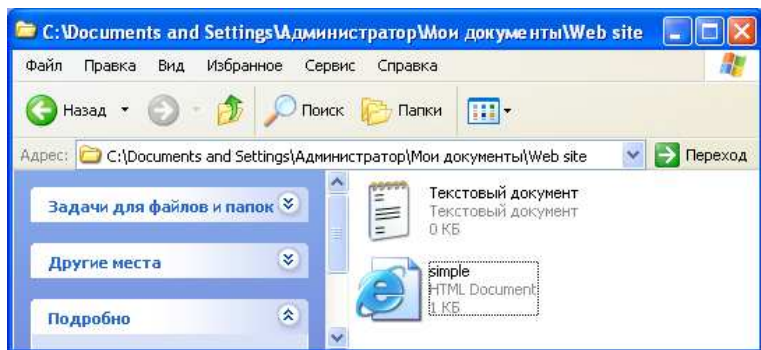 C:\Documents and Settings\Администратор\Мои документы\Web site
Файл Правка Вид Избранное Сервис Справка
Назад Поиск Папки
Адрес: C:\Documents and Settings\Администратор\Мои документы\Web site Переход
Задачи для файлов и папок
Другие места
Подробно
Текстовый документ
Текстовый документ
0 КБ
simple
HTML Document
1 КБ